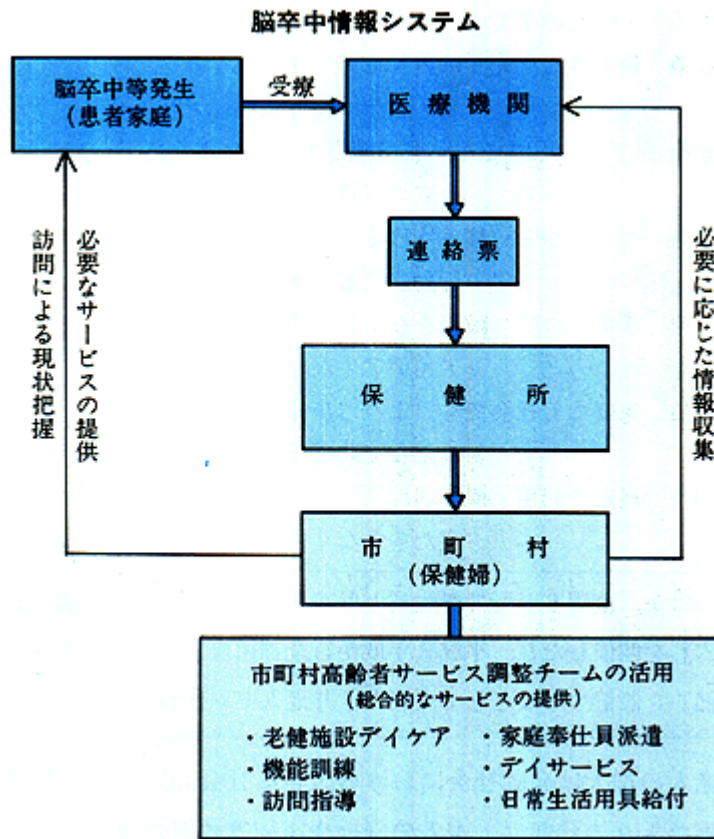 脳卒中情報システム
脳卒中等発生
(患者家庭)
受療
医療機関
連絡票
保健所
市町村
(保健婦)
必要なサービスの提供
訪問による現状把握
必要に応じた情報収集
市町村高齢者サービス調整チームの活用
(総合的なサービスの提供)
・老健施設デイケア ・家庭奉仕員派遣
・機能訓練 ・デイサービス
・訪問指導 ・日常生活用具給付